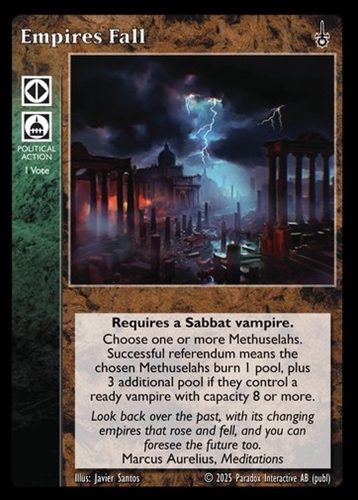 Empires Fall
POLITICAL
ACTION
1 Vote
Requires a Sabbat vampire.
Choose one or more Methuselahs.
Successful referendum means the
chosen Methuselahs burn 1 pool, plus
3 additional pool if they control a
ready vampire with capacity 8 or more.
Look back over the past, with its changing
empires that rose and fell, and you can
foresee the future too.
Marcus Aurelius, Meditations
Illus: Javier Santos © 2025 Paradox Interactive AB (publ)